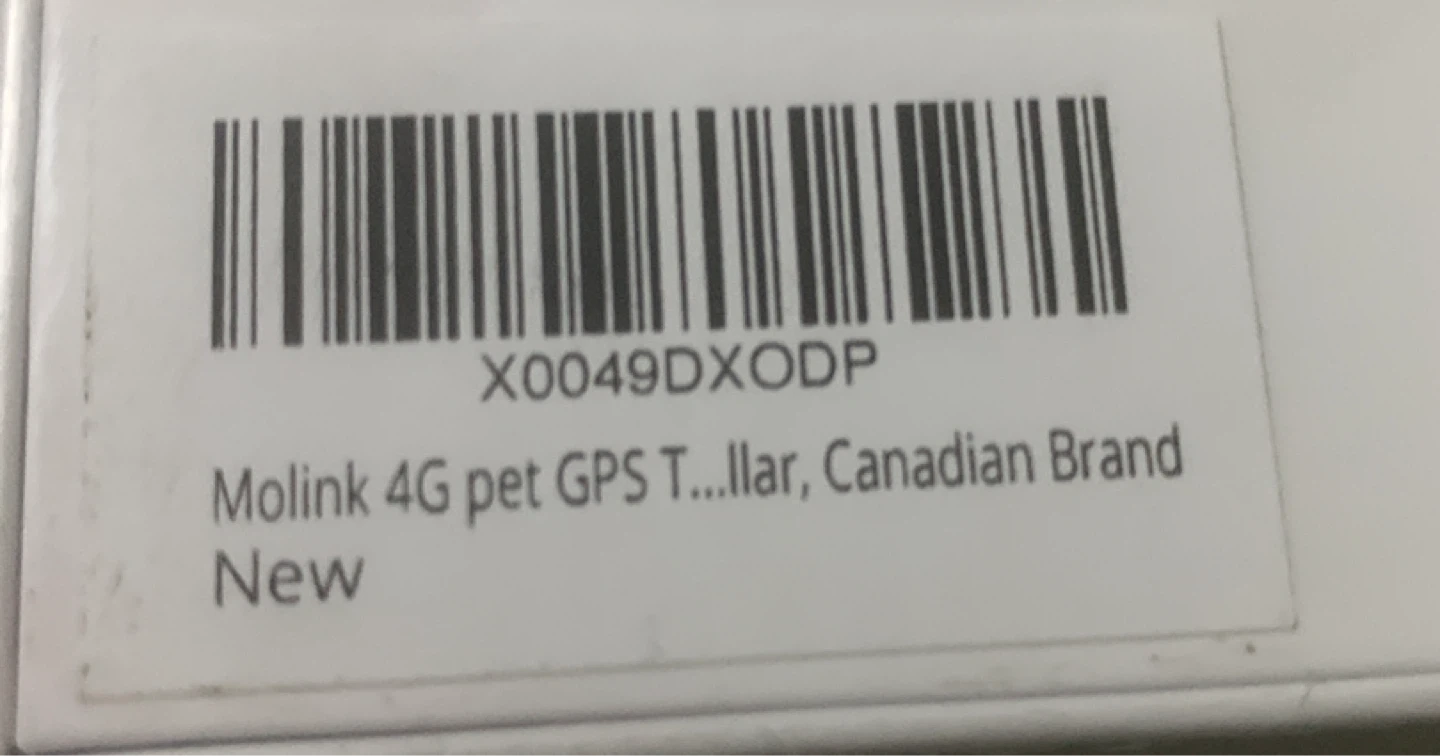 X0049DXODP
Molink 4G pet GPS T...llar, Canadian Brand
New